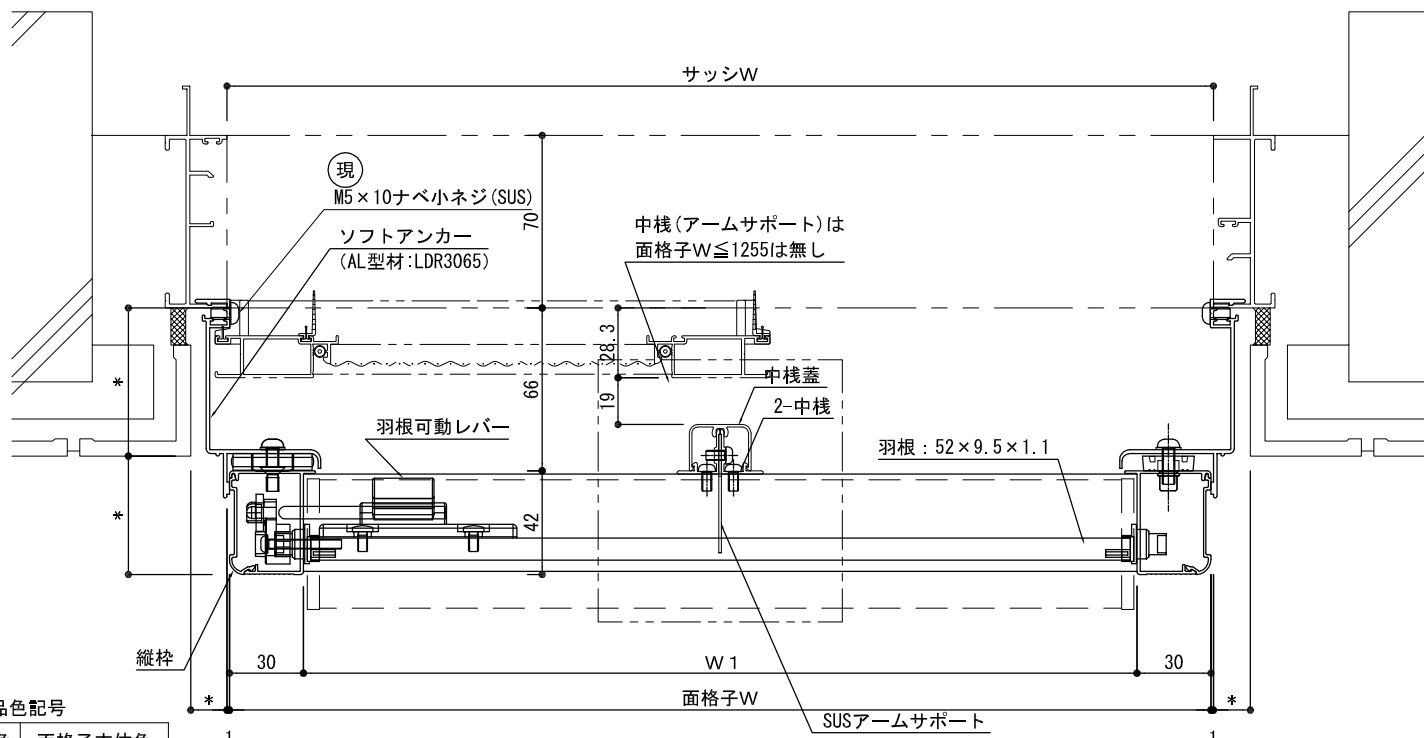 サッシW
現
M5×10ナベ小ネジ(SUS)
70
ソフトアンカー
(AL型材:LDR3065)
中桟(アームサポート)は
面格子W≦1255は無し
28.3
*
66
19
中桟蓋
2-中桟
羽根可動レバー
羽根:52×9.5×1.1
*
42
縦枠
30
W1
30
*
面格子W
*
SUSアームサポート
品色記号
面格子本体色
1
1